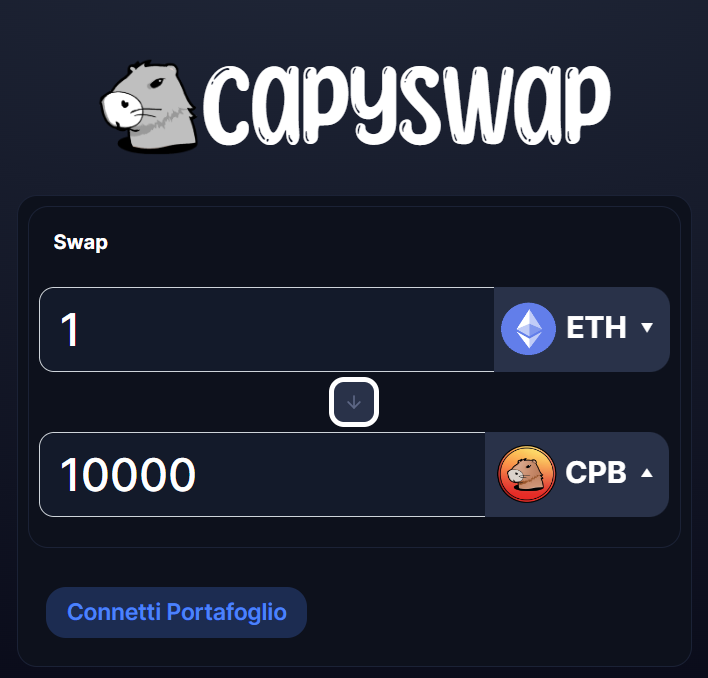 CAPYSWAP
Swap
1
ETH
10000
CPB
Connetti Portafoglio